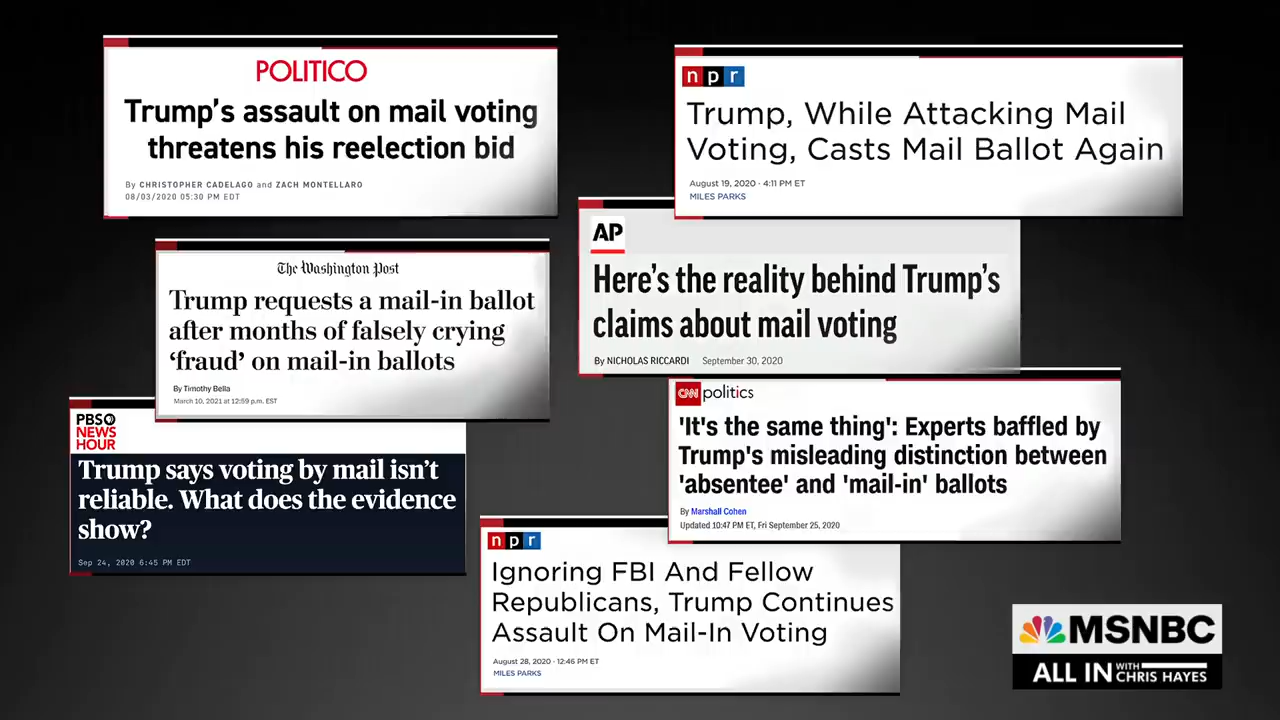 POLITICO
Trump's assault on mail voting
threatens his reelection bid
By CHRISTOPHER CADELAGO and ZACH MONTELLARO
08/03/2020 05:30 PM EDT
npr
Trump, While Attacking Mail
Voting, Casts Mail Ballot Again
August 19, 2020 · 4:11 PM ET
MILES PARKS
The Washington Post
Trump requests a mail-in ballot
after months of falsely crying
‘fraud’ on mail-in ballots
By Timothy Bella
March 10, 2021 at 12:59 p.m. EST
AP
Here's the reality behind Trump's
claims about mail voting
By NICHOLAS RICCARDI September 30, 2020
PBS
NEWS
HOUR
Trump says voting by mail isn't
reliable. What does the evidence
show?
Sep 24, 2020 6:45 PM EDT
CNN politics
'It's the same thing': Experts baffled by
Trump's misleading distinction between
'absentee' and 'mail-in' ballots
By Marshall Cohen
Updated 10:47 PM ET, Fri September 25, 2020
npr
Ignoring FBI And Fellow
Republicans, Trump Continues
Assault On Mail-In Voting
August 28, 2020 · 12:46 PM ET
MILES PARKS
MSNBC
ALL IN WITH CHRIS HAYES